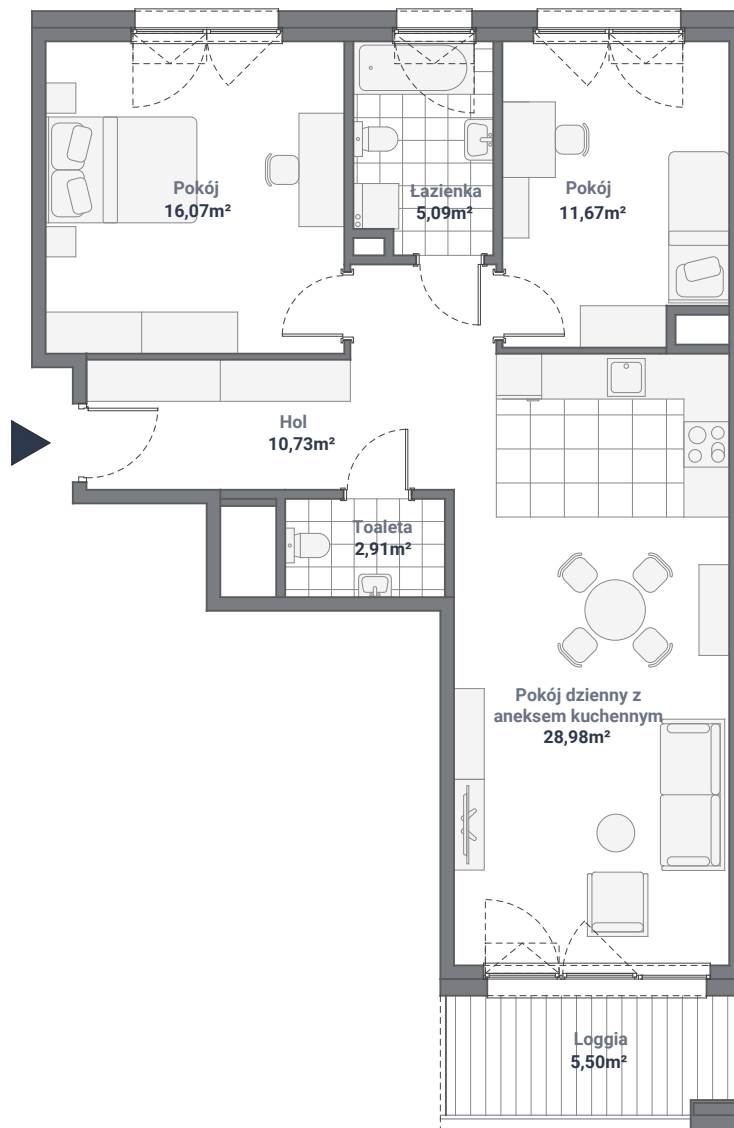 Pokój
16,07m²
Łazienka
5,09m²
Pokój
11,67m²
Hol
10,73m²
Toaleta
2,91m²
Pokój dzienny z
aneksem kuchennym
28,98m²
Loggia
5,50m²